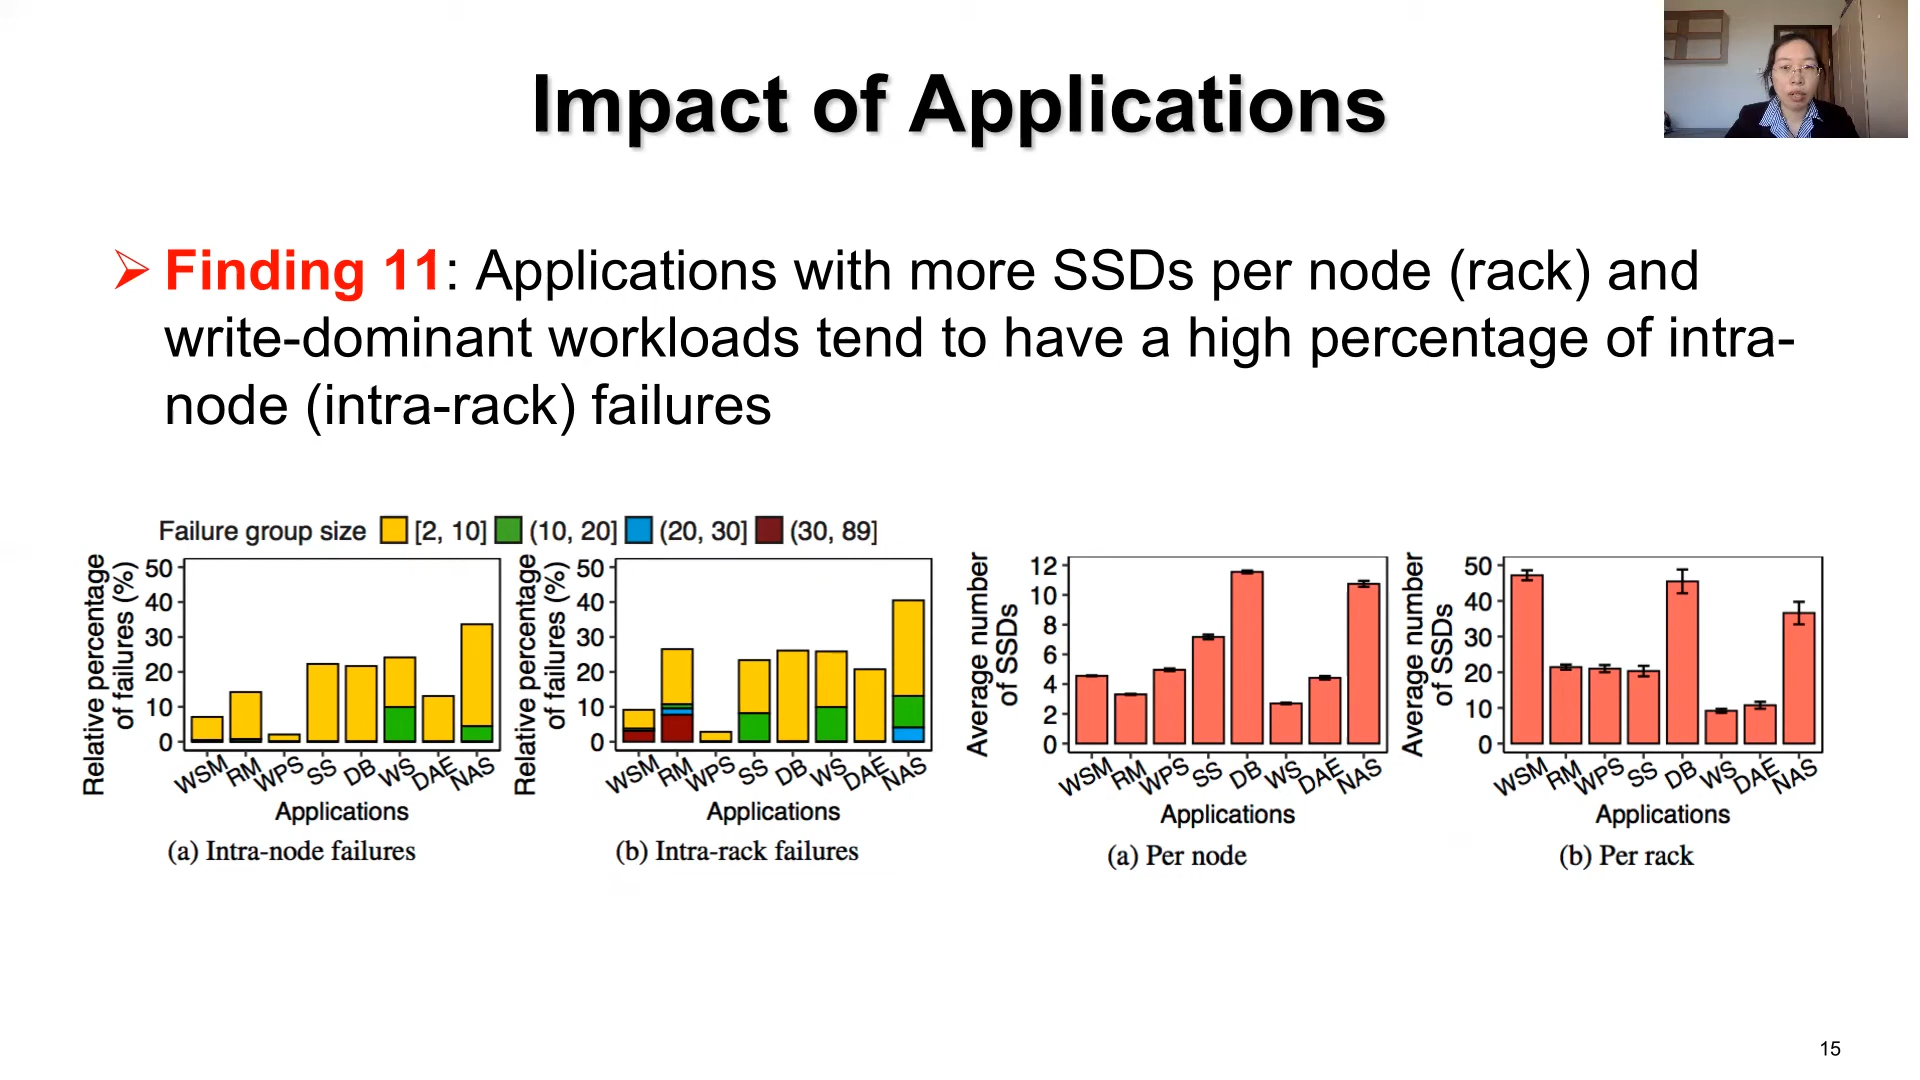 Impact of Applications
➢ Finding 11: Applications with more SSDs per node (rack) and
write-dominant workloads tend to have a high percentage of intra-
node (intra-rack) failures
Failure group size [2, 10] (10, 20] (20, 30] (30, 89]
Relative percentage
of failures (%)
50
40
30
20
10
0
WSM RM WPS SS DB WS DAE NAS
Applications
(a) Intra-node failures
Relative percentage
of failures (%)
50
40
30
20
10
0
WSM RM WPS SS DB WS DAE NAS
Applications
(b) Intra-rack failures
Average number
of SSDs
12
10
8
6
4
2
0
WSM RM WPS SS DB WS DAE NAS
Applications
(a) Per node
Average number
of SSDs
50
40
30
20
10
0
WSM RM WPS SS DB WS DAE NAS
Applications
(b) Per rack
15